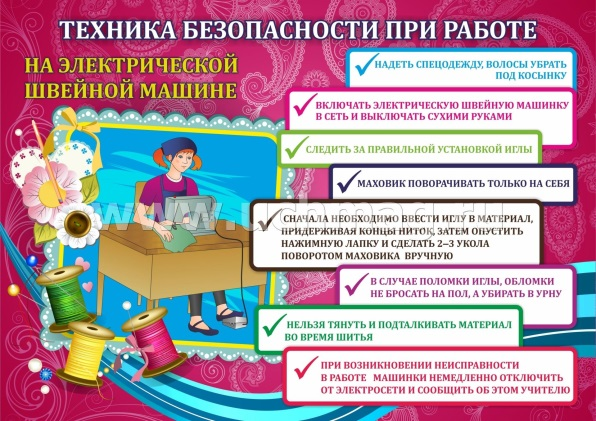 ТЕХНИКА БЕЗОПАСНОСТИ ПРИ РАБОТЕ
НА ЭЛЕКТРИЧЕСКОЙ
ШВЕЙНОЙ МАШИНЕ
НАДЕТЬ СПЕЦОДЕЖДУ, ВОЛОСЫ УБРАТЬ
ПОД КОСЫНКУ
ВКЛЮЧАТЬ ЭЛЕКТРИЧЕСКУЮ ШВЕЙНУЮ МАШИНКУ
В СЕТЬ И ВЫКЛЮЧАТЬ СУХИМИ РУКАМИ
СЛЕДИТЬ ЗА ПРАВИЛЬНОЙ УСТАНОВКОЙ ИГЛЫ
МАХОВИК ПОВОРАЧИВАТЬ ТОЛЬКО НА СЕБЯ
www.uchmag.ru
СНАЧАЛА НЕОБХОДИМО ВВЕСТИ ИГЛУ В МАТЕРИАЛ,
ПРИДЕРЖИВАЯ КОНЦЫ НИТОК, ЗАТЕМ ОПУСТИТЬ
НАЖИМНУЮ ЛАПКУ И СДЕЛАТЬ 2–3 УКОЛА
ПОВОРОТОМ МАХОВИКА ВРУЧНУЮ
В СЛУЧАЕ ПОЛОМКИ ИГЛЫ, ОБЛОМКИ
НЕ БРОСАТЬ НА ПОЛ, А УБИРАТЬ В УРНУ
НЕЛЬЗЯ ТЯНУТЬ И ПОДТАЛКИВАТЬ МАТЕРИАЛ
ВО ВРЕМЯ ШИТЬЯ
ПРИ ВОЗНИКНОВЕНИИ НЕИСПРАВНОСТИ
В РАБОТЕ МАШИНКИ НЕМЕДЛЕННО ОТКЛЮЧИТЬ
ОТ ЭЛЕКТРОСЕТИ И СООБЩИТЬ ОБ ЭТОМ УЧИТЕЛЮ